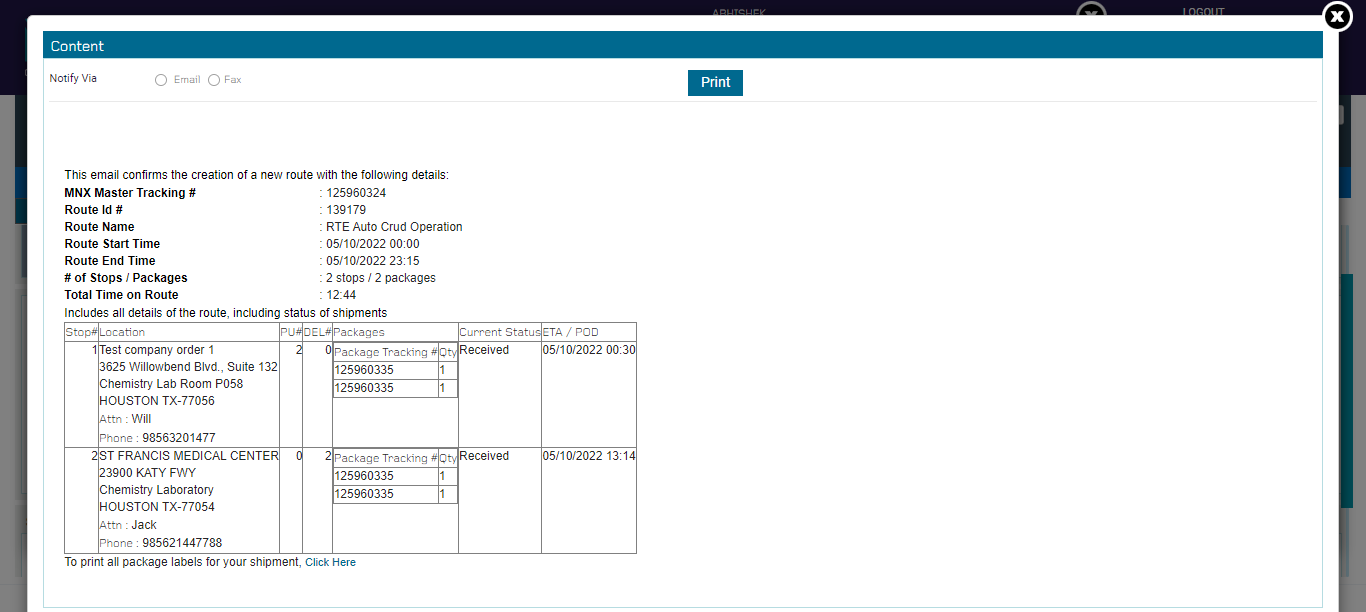 ABHISHEK
LOGOUT
Content
Notify Via Email Fax Print
This email confirms the creation of a new route with the following details:
MNX Master Tracking # : 125960324
Route Id # : 139179
Route Name : RTE Auto Crud Operation
Route Start Time : 05/10/2022 00:00
Route End Time : 05/10/2022 23:15
# of Stops / Packages : 2 stops / 2 packages
Total Time on Route : 12:44
Includes all details of the route, including status of shipments
Stop# Location PU# DEL# Packages Current Status ETA / POD
1 Test company order 1 2 0 Package Tracking # Qty Received 05/10/2022 00:30
3625 Willowbend Blvd., Suite 132 125960335 1
Chemistry Lab Room P058 125960335 1
HOUSTON TX-77056
Attn : Will
Phone : 98563201477
2 ST FRANCIS MEDICAL CENTER 0 2 Package Tracking # Qty Received 05/10/2022 13:14
23900 KATY FWY 125960335 1
Chemistry Laboratory 125960335 1
HOUSTON TX-77054
Attn : Jack
Phone : 985621447788
To print all package labels for your shipment, Click Here